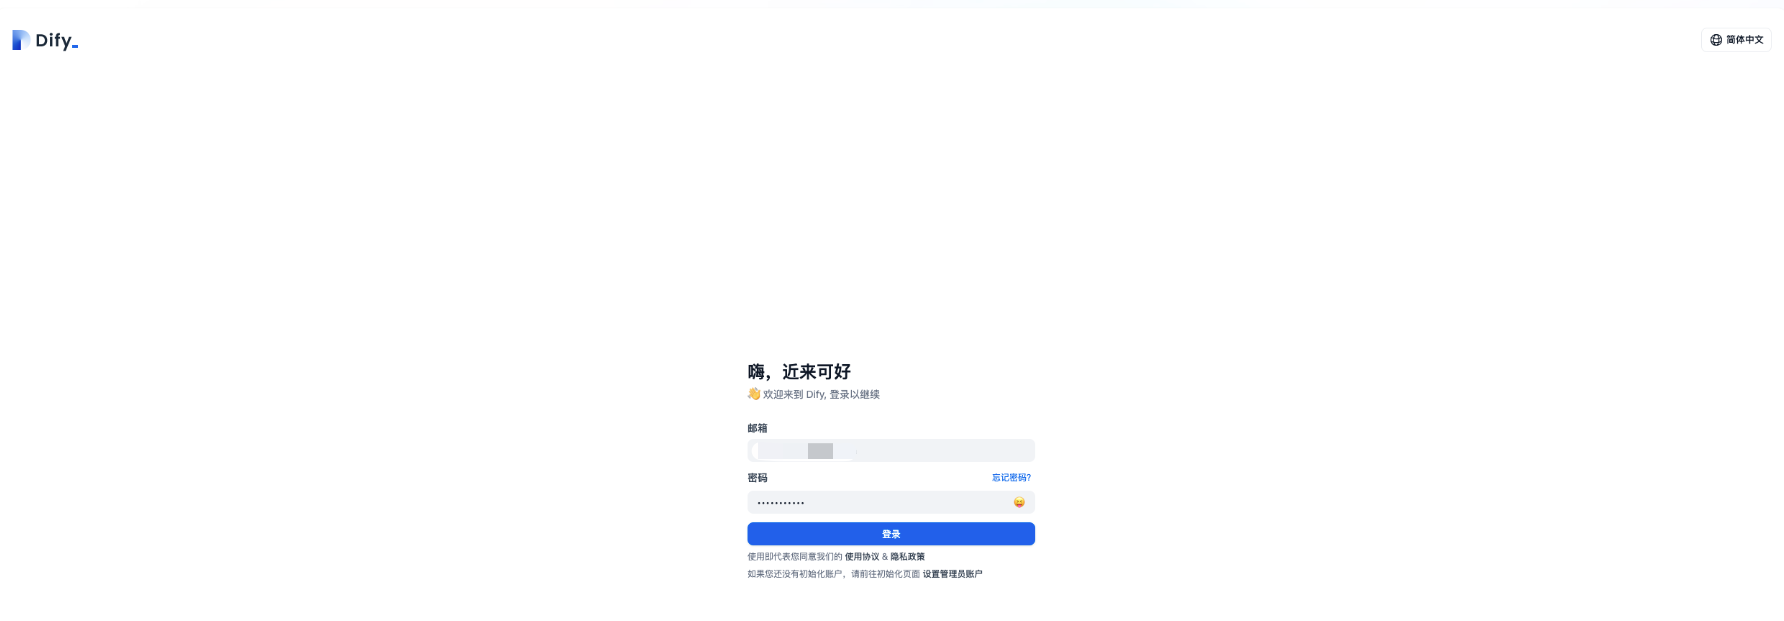 Dify_
简体中文
嗨，近来可好
👋 欢迎来到 Dify, 登录以继续
邮箱
密码 忘记密码?
•••••••••••
登录
使用即代表您同意我们的 使用协议 & 隐私政策
如果您还没有初始化账户，请前往初始化页面 设置管理员账户